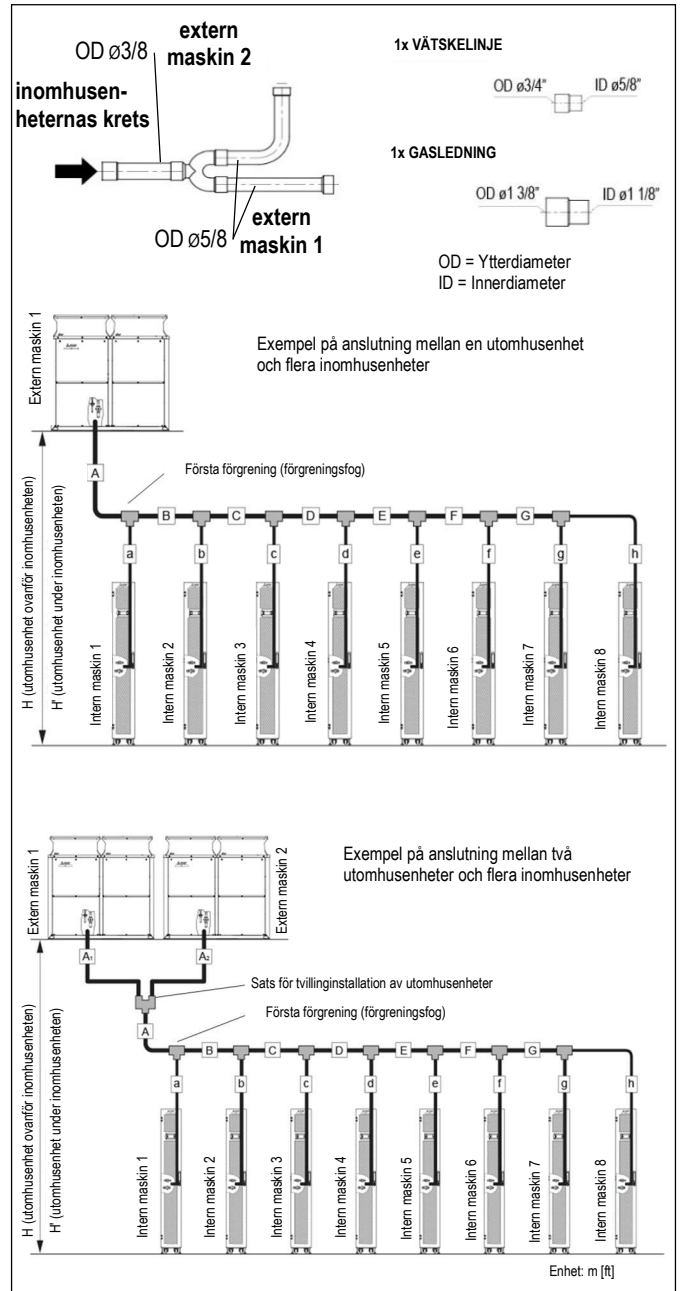 OD ø3/8
extern
maskin 2
inomhusen-
heternas krets
OD ø5/8
extern
maskin 1
1x VÄTSKELINJE
OD ø3/4"
ID ø5/8"
1x GASLEDNING
OD ø1 3/8"
ID ø1 1/8"
OD = Ytterdiameter
ID = Innerdiameter
Extern maskin 1
Exempel på anslutning mellan en utomhusenhet
och flera inomhusenheter
H (utomhusenhet ovanför inomhusenheten)
H' (utomhusenhet under inomhusenheten)
Första förgrening (förgreningsfog)
A
B
C
D
E
F
G
a
b
c
d
e
f
g
h
Intern maskin 1
Intern maskin 2
Intern maskin 3
Intern maskin 4
Intern maskin 5
Intern maskin 6
Intern maskin 7
Intern maskin 8
Extern maskin 1
Extern maskin 2
Exempel på anslutning mellan två
utomhusenheter och flera inomhusenheter
A1
A2
Sats för tvillinginstallation av utomhusenheter
Första förgrening (förgreningsfog)
H (utomhusenhet ovanför inomhusenheten)
H' (utomhusenhet under inomhusenheten)
A
B
C
D
E
F
G
a
b
c
d
e
f
g
h
Intern maskin 1
Intern maskin 2
Intern maskin 3
Intern maskin 4
Intern maskin 5
Intern maskin 6
Intern maskin 7
Intern maskin 8
Enhet: m [ft]